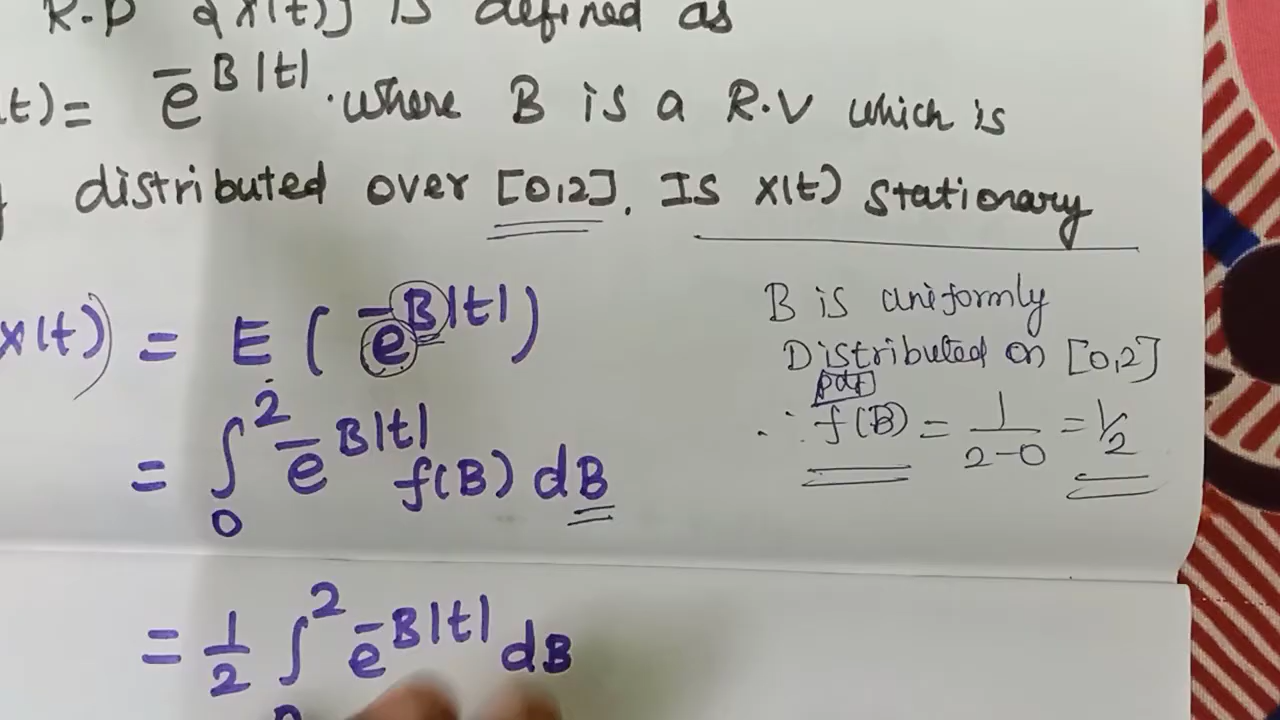 R.P {X(t)} is defined as
t) = e^-B|t|. where B is a R.V which is
distributed over [0,2]. Is X(t) stationary
X(t)) = E(e^-B|t|)
B is uniformly
Distributed on [0,2]
pdf
∴ f(B) = 1/(2-0) = 1/2
= ∫_0^2 e^-B|t| f(B) dB
= 1/2 ∫_0^2 e^-B|t| dB